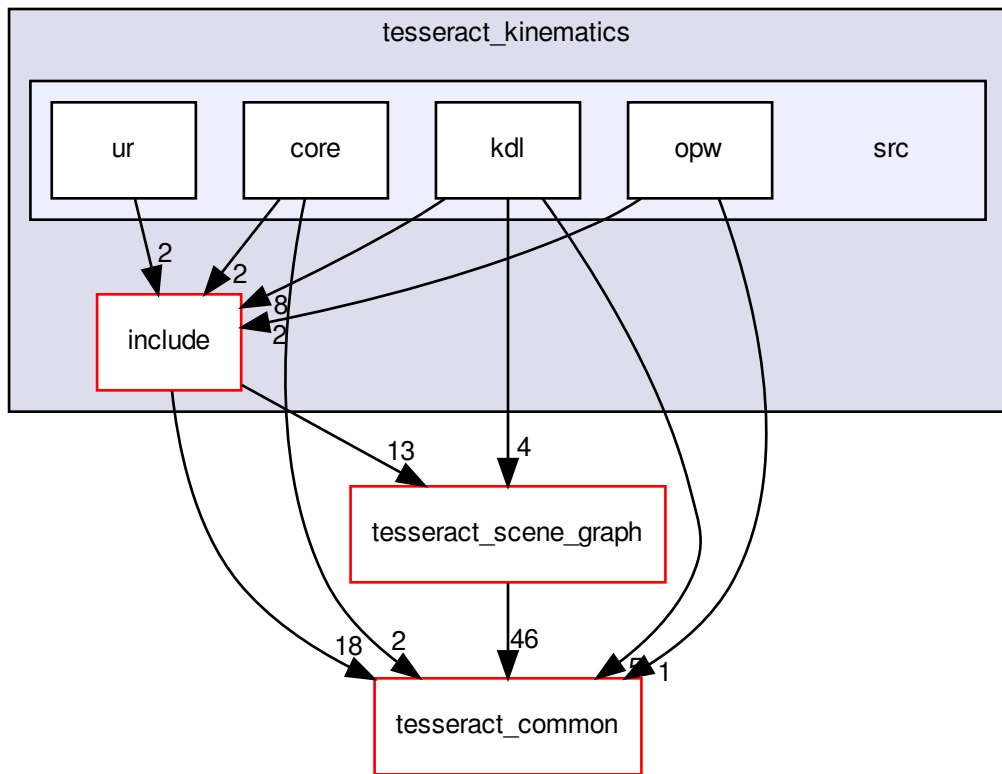 tesseract_kinematics
ur
core
kdl
opw
src
2
2
8
2
include
13
4
tesseract_scene_graph
18
2
46
1
tesseract_common